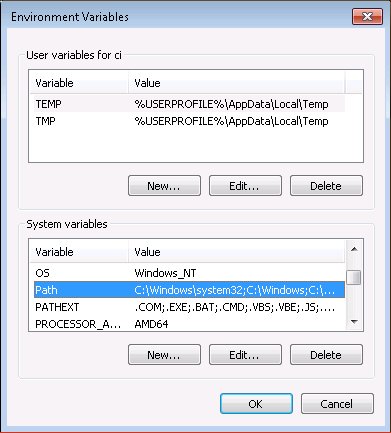 Environment Variables
User variables for ci
Variable Value
TEMP %USERPROFILE%\AppData\Local\Temp
TMP %USERPROFILE%\AppData\Local\Temp
New... Edit... Delete
System variables
Variable Value
OS Windows_NT
Path C:\Windows\system32;C:\Windows;C:\...
PATHEXT .COM;.EXE;.BAT;.CMD;.VBS;.VBE;.JS;....
PROCESSOR_A... AMD64
New... Edit... Delete
OK Cancel